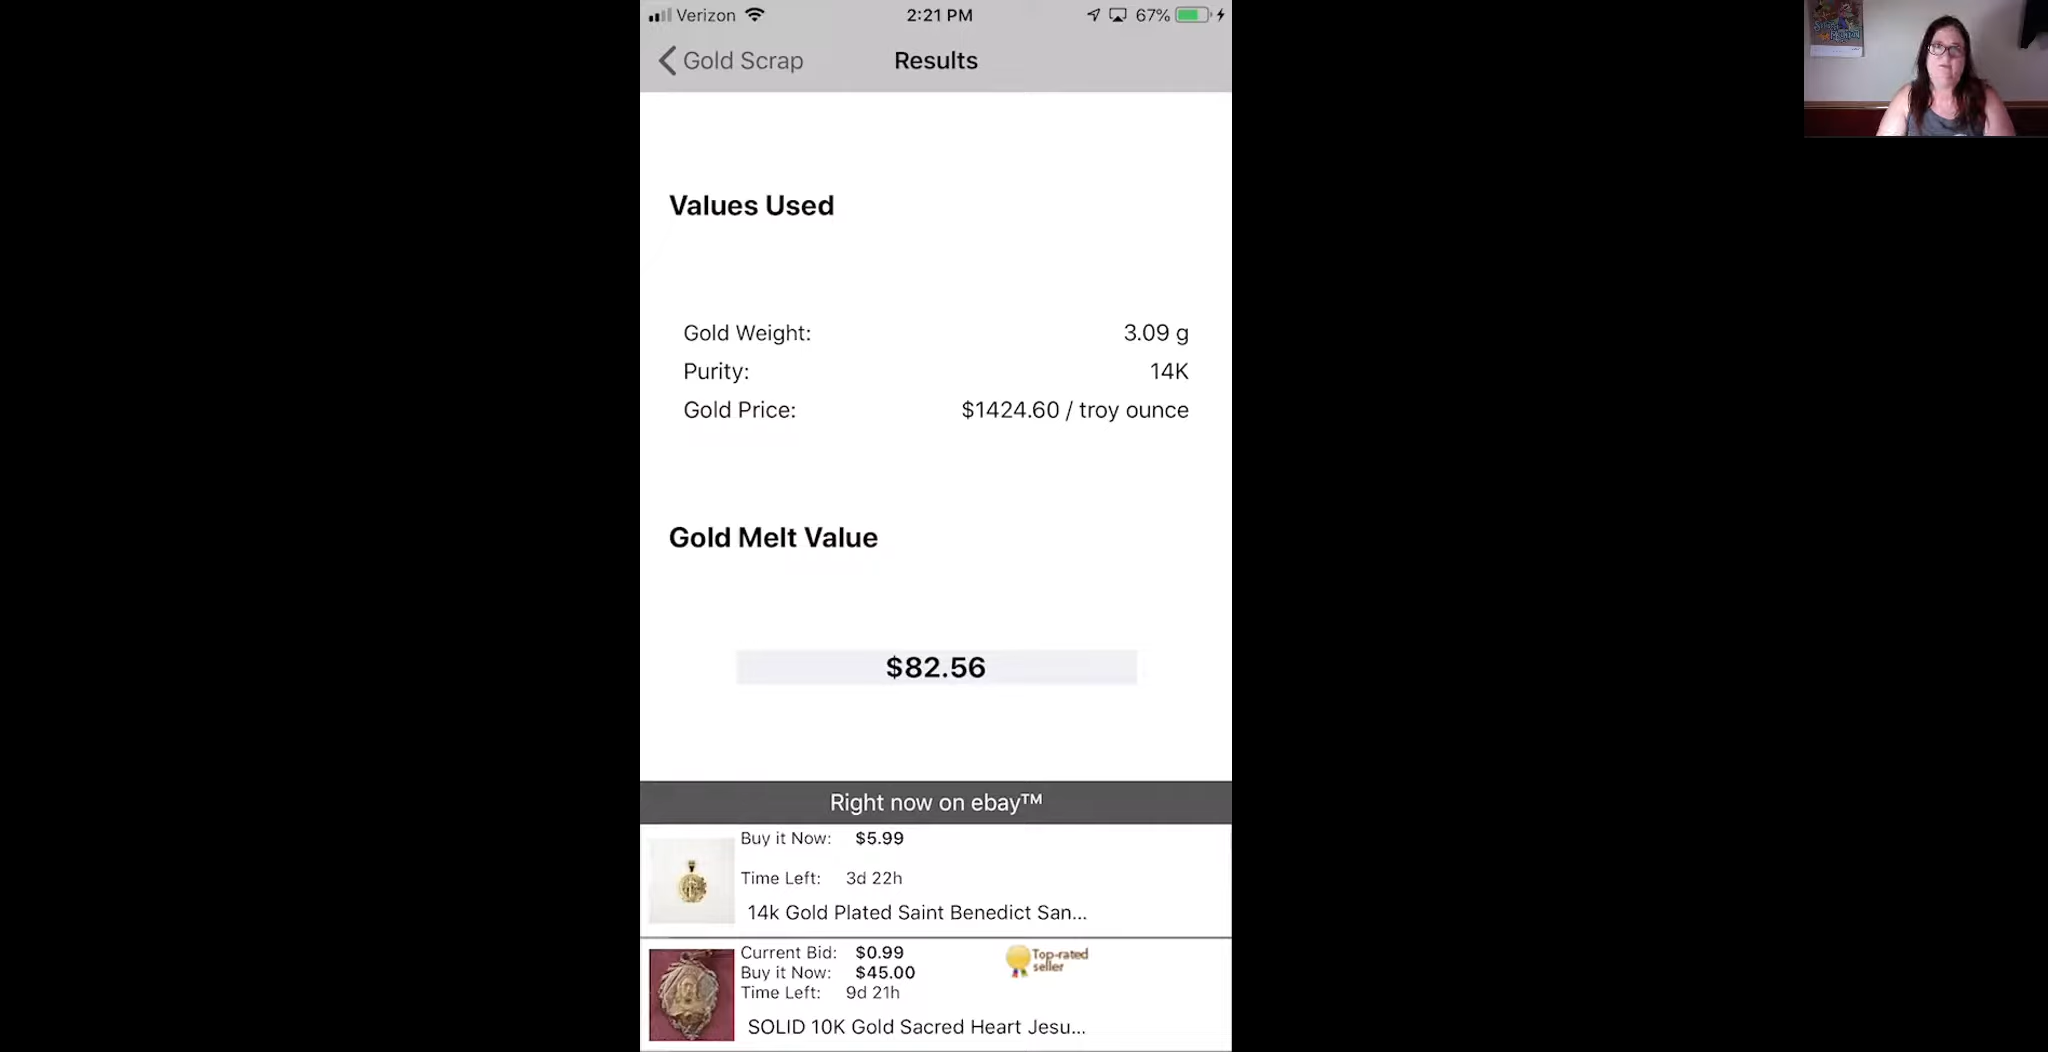 Verizon 2:21 PM 67%
Gold Scrap Results
Values Used
Gold Weight: 3.09 g
Purity: 14K
Gold Price: $1424.60 / troy ounce
Gold Melt Value
$82.56
Right now on ebay™
Buy it Now: $5.99
Time Left: 3d 22h
14k Gold Plated Saint Benedict San...
Current Bid: $0.99
Top-rated
seller
Buy it Now: $45.00
Time Left: 9d 21h
SOLID 10K Gold Sacred Heart Jesu...